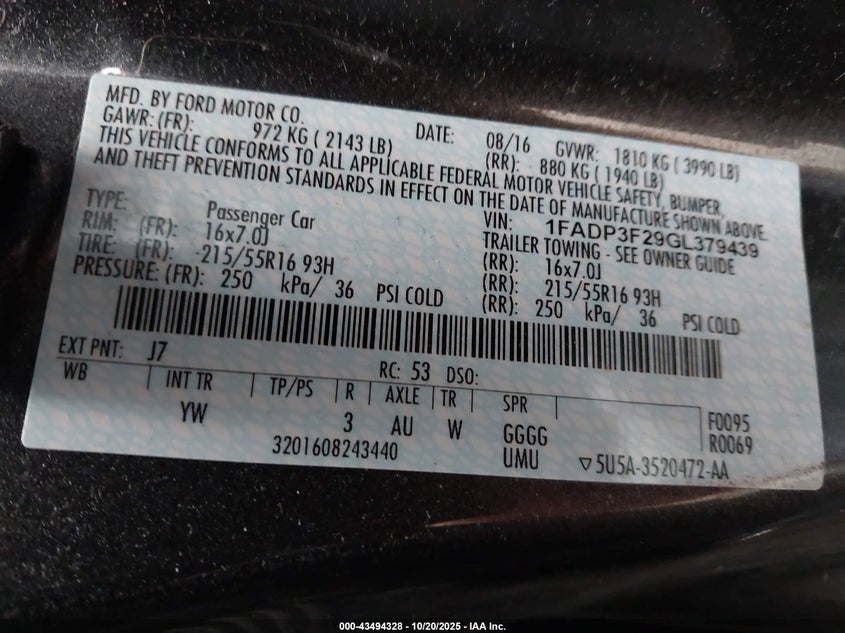 MFD. BY FORD MOTOR CO.
DATE: 08/16 GVWR: 1810 KG ( 3990 LB)
GAWR: (FR): 972 KG ( 2143 LB) (RR): 880 KG ( 1940 LB)
THIS VEHICLE CONFORMS TO ALL APPLICABLE FEDERAL MOTOR VEHICLE SAFETY, BUMPER,
AND THEFT PREVENTION STANDARDS IN EFFECT ON THE DATE OF MANUFACTURE SHOWN ABOVE.
VIN: 1FADP3F29GL379439
TYPE: Passenger Car TRAILER TOWING - SEE OWNER GUIDE
RIM: (FR): 16x7.0J (RR): 16x7.0J
TIRE: (FR): 215/55R16 93H (RR): 215/55R16 93H
PRESSURE: (FR): 250 kPa/ 36 PSI COLD (RR): 250 kPa/ 36 PSI COLD
EXT PNT: J7 RC: 53 DSO:
WB INT TR TP/PS R AXLE TR SPR
YW 3 AU W GGGG F0095
3201608243440 UMU R0069
▽5U5A-3520472-AA
000-43494328 - 10/20/2025 - IAA Inc.